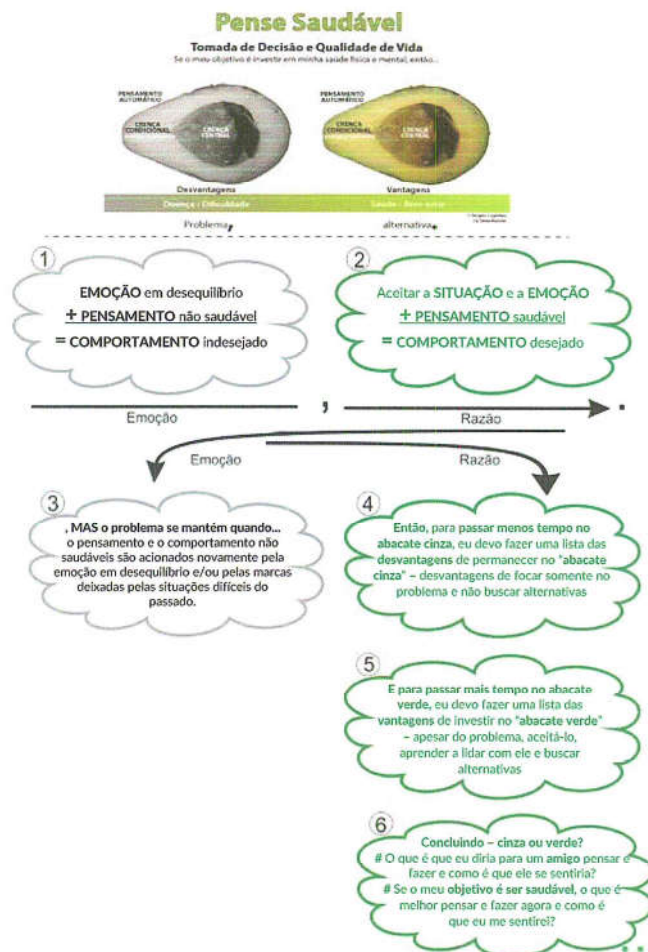 Pense Saudável
Tomada de Decisão e Qualidade de Vida
Se o meu objetivo é investir em minha saúde física e mental, então...
PENSAMENTO
AUTOMÁTICO
CRENÇA
CONDICIONAL
CRENÇA
CENTRAL
PENSAMENTO
AUTOMÁTICO
CRENÇA
CONDICIONAL
CRENÇA
CENTRAL
Desvantagens
Vantagens
Doença / Dificuldade
Saúde / Bem-estar
Problema,
alternativa.
1
EMOÇÃO em desequilíbrio
+ PENSAMENTO não saudável
= COMPORTAMENTO indesejado
2
Aceitar a SITUAÇÃO e a EMOÇÃO
+ PENSAMENTO saudável
= COMPORTAMENTO desejado
Emoção , Razão .
Emoção Razão
3
, MAS o problema se mantém quando...
o pensamento e o comportamento não
saudáveis são acionados novamente pela
emoção em desequilíbrio e/ou pelas marcas
deixadas pelas situações difíceis do
passado.
4
Então, para passar menos tempo no
abacate cinza, eu devo fazer uma lista das
desvantagens de permanecer no "abacate
cinza" – desvantagens de focar somente no
problema e não buscar alternativas
5
E para passar mais tempo no abacate
verde, eu devo fazer uma lista das
vantagens de investir no "abacate verde"
– apesar do problema, aceitá-lo,
aprender a lidar com ele e buscar
alternativas
6
Concluindo – cinza ou verde?
# O que é que eu diria para um amigo pensar e
fazer e como é que ele se sentiria?
# Se o meu objetivo é ser saudável, o que é
melhor pensar e fazer agora e como é
que eu me sentirei?